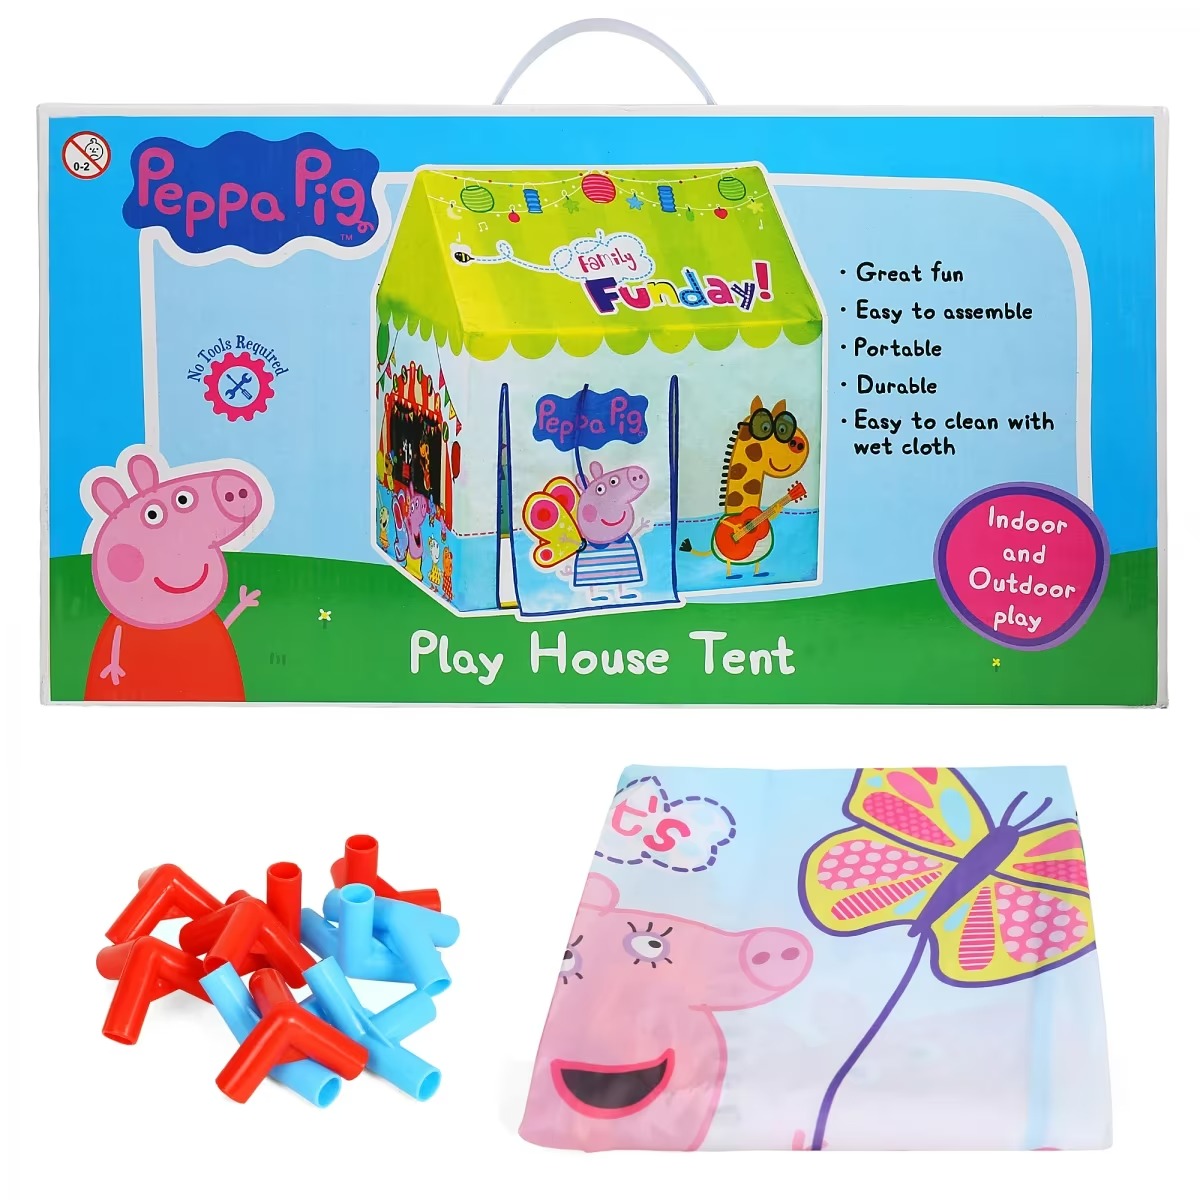 0-2
Peppa Pig
TM
No Tools Required
Family
Funday!
Peppa Pig
• Great fun
• Easy to assemble
• Portable
• Durable
• Easy to clean with
wet cloth
Indoor
and
Outdoor
play
Play House Tent
t's